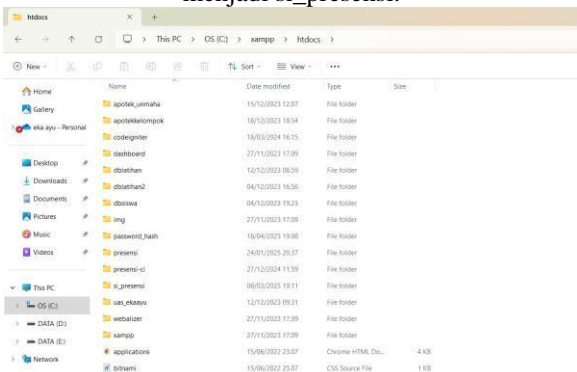 menjadi si_presensi.
htdocs
This PC > OS (C:) > xampp > htdocs >
New Sort View ...
Name Date modified Type Size
Home
Gallery
eka ayu - Personal
Desktop
Downloads
Documents
Pictures
Music
Videos
This PC
OS (C:)
DATA (D:)
DATA (E:)
Network
apotek_unmaha 15/12/2023 12.07 File folder
apotekkelompok 18/12/2023 18.54 File folder
codeigniter 18/03/2024 16.15 File folder
dashboard 27/11/2023 17.09 File folder
dblatihan 12/12/2023 08.59 File folder
dblatihan2 04/12/2023 16.56 File folder
dbsiswa 04/12/2023 19.23 File folder
img 27/11/2023 17.09 File folder
password_hash 18/04/2025 19.08 File folder
presensi 24/01/2025 20.37 File folder
presensi-ci 27/12/2024 11.59 File folder
si_presensi 08/03/2025 19.11 File folder
uas_ekaayu 12/12/2023 09.31 File folder
webalizer 27/11/2023 17.09 File folder
xampp 27/11/2023 17.09 File folder
applications 15/06/2022 23.07 Chrome HTML Do... 4 KB
bitnami 15/06/2022 23.07 CSS Source File 1 KB